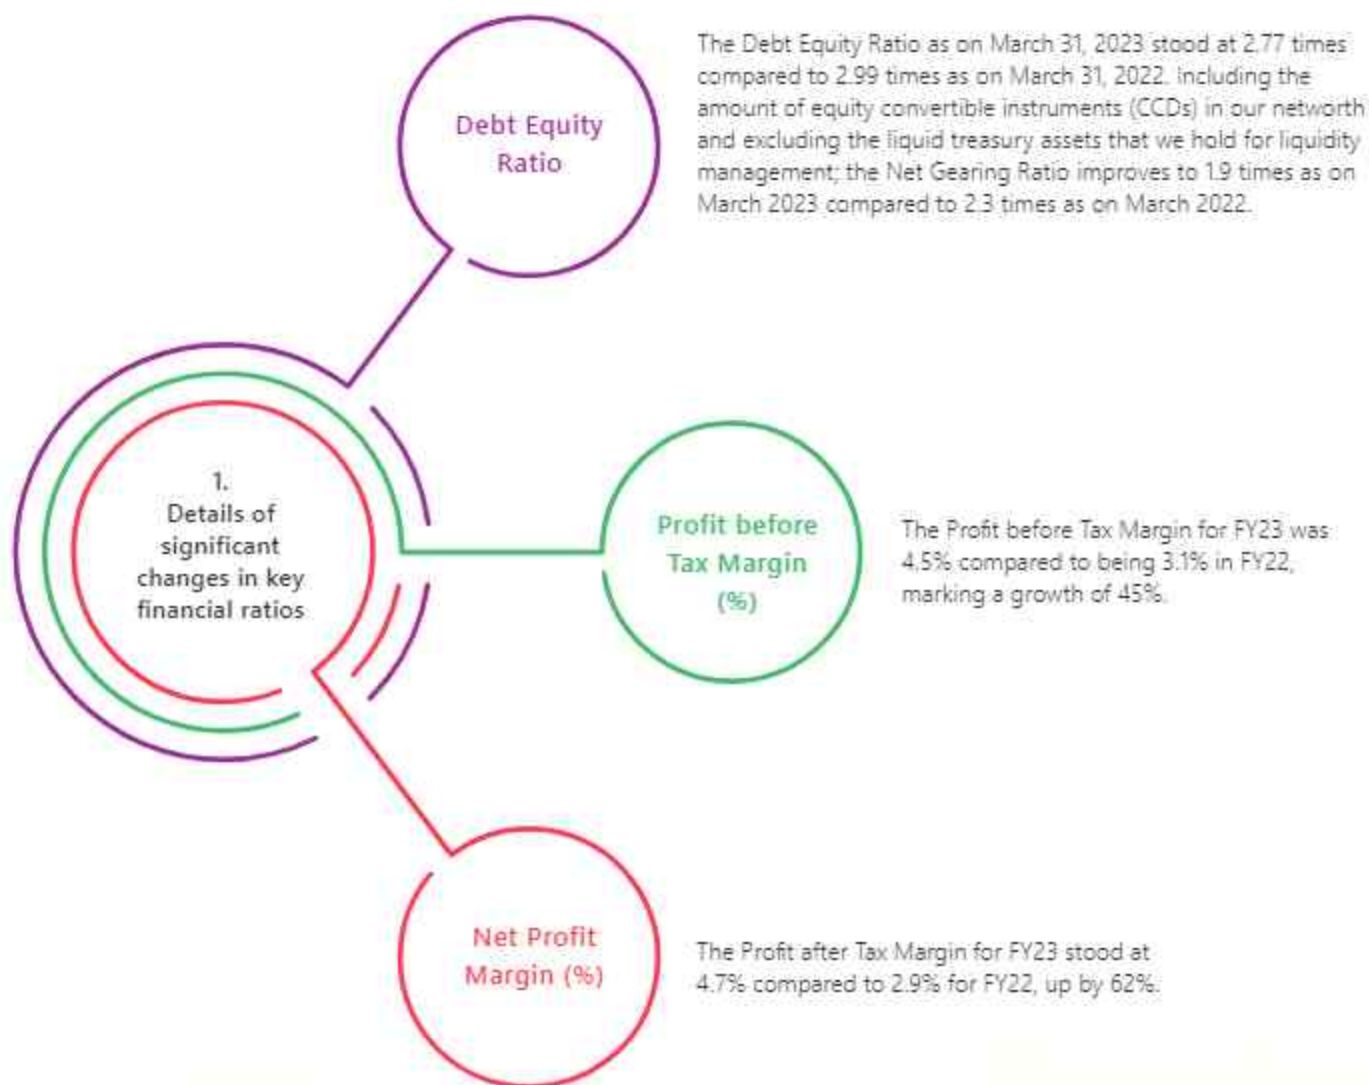 Debt Equity
Ratio
The Debt Equity Ratio as on March 31, 2023 stood at 2.77 times
compared to 2.99 times as on March 31, 2022. Including the
amount of equity convertible instruments (CCDs) in our networth
and excluding the liquid treasury assets that we hold for liquidity
management; the Net Gearing Ratio improves to 1.9 times as on
March 2023 compared to 2.3 times as on March 2022.
1.
Details of
significant
changes in key
financial ratios
Profit before
Tax Margin
(%)
The Profit before Tax Margin for FY23 was
4.5% compared to being 3.1% in FY22,
marking a growth of 45%.
Net Profit
Margin (%)
The Profit after Tax Margin for FY23 stood at
4.7% compared to 2.9% for FY22, up by 62%.